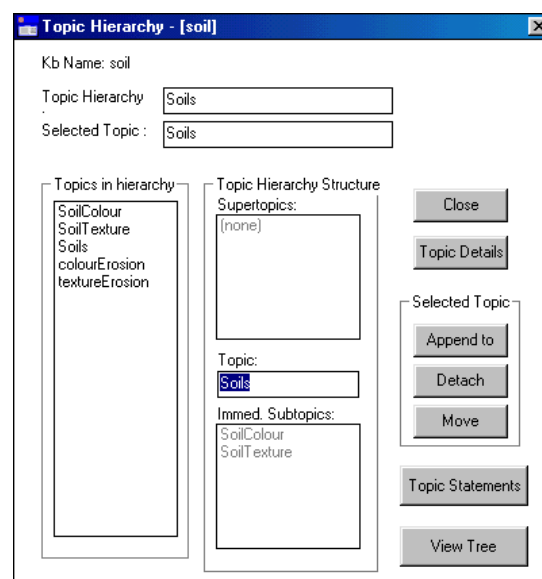 Topic Hierarchy - [soil]
Kb Name: soil
Topic Hierarchy
:
Soils
Selected Topic :
Soils
Topics in hierarchy
SoilColour
SoilTexture
Soils
colourErosion
textureErosion
Topic Hierarchy Structure
Supertopics:
(none)
Topic:
Soils
Immed. Subtopics:
SoilColour
SoilTexture
Close
Topic Details
Selected Topic
Append to
Detach
Move
Topic Statements
View Tree